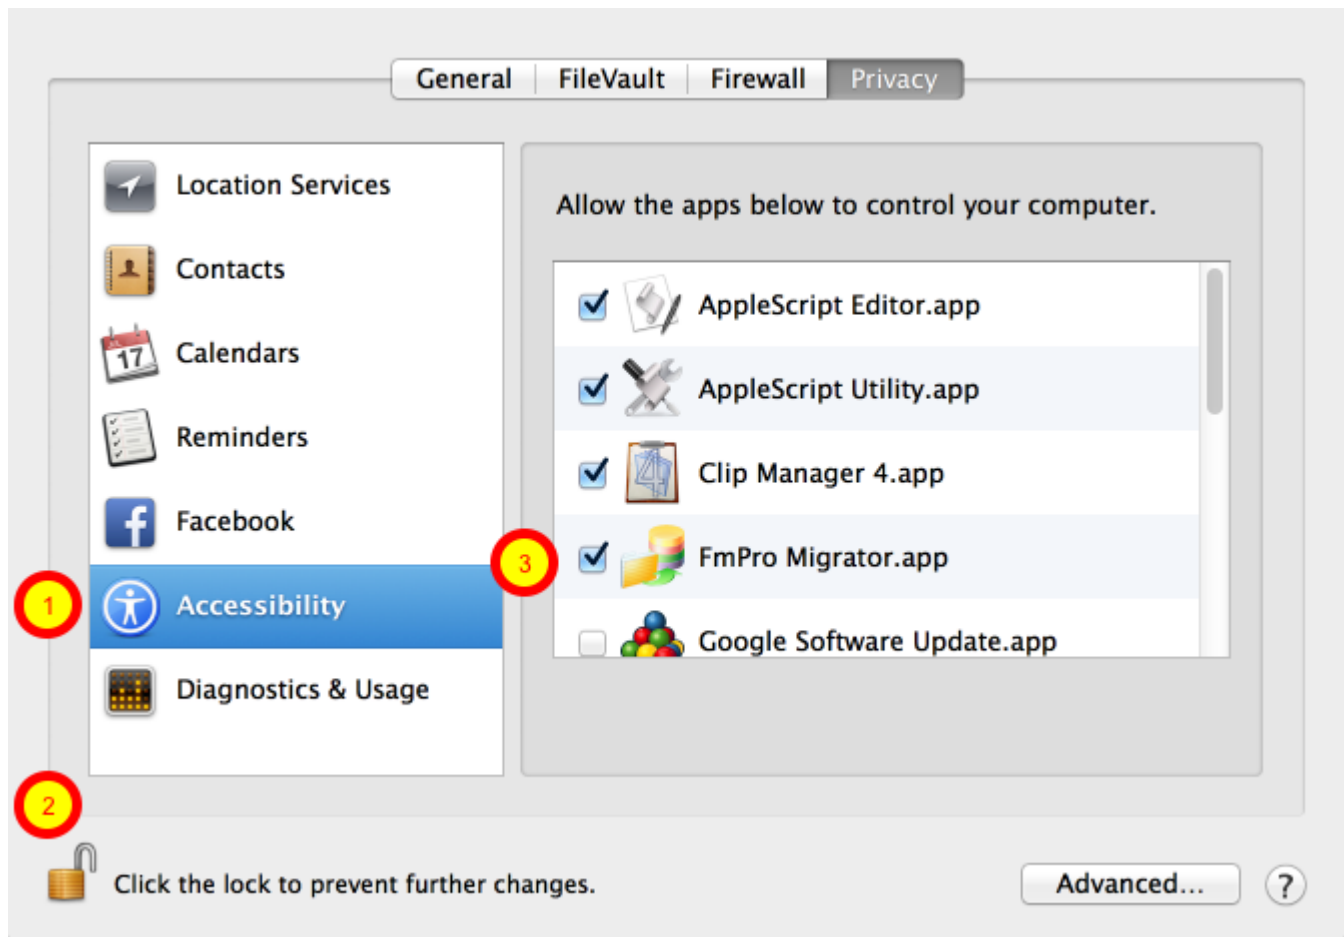 General
FileVault
Firewall
Privacy
Location Services
Contacts
17
Calendars
Reminders
f
Facebook
1
Accessibility
Diagnostics & Usage
Allow the apps below to control your computer.
AppleScript Editor.app
AppleScript Utility.app
4
Clip Manager 4.app
3
FmPro Migrator.app
Google Software Update.app
2
Click the lock to prevent further changes.
Advanced...
?